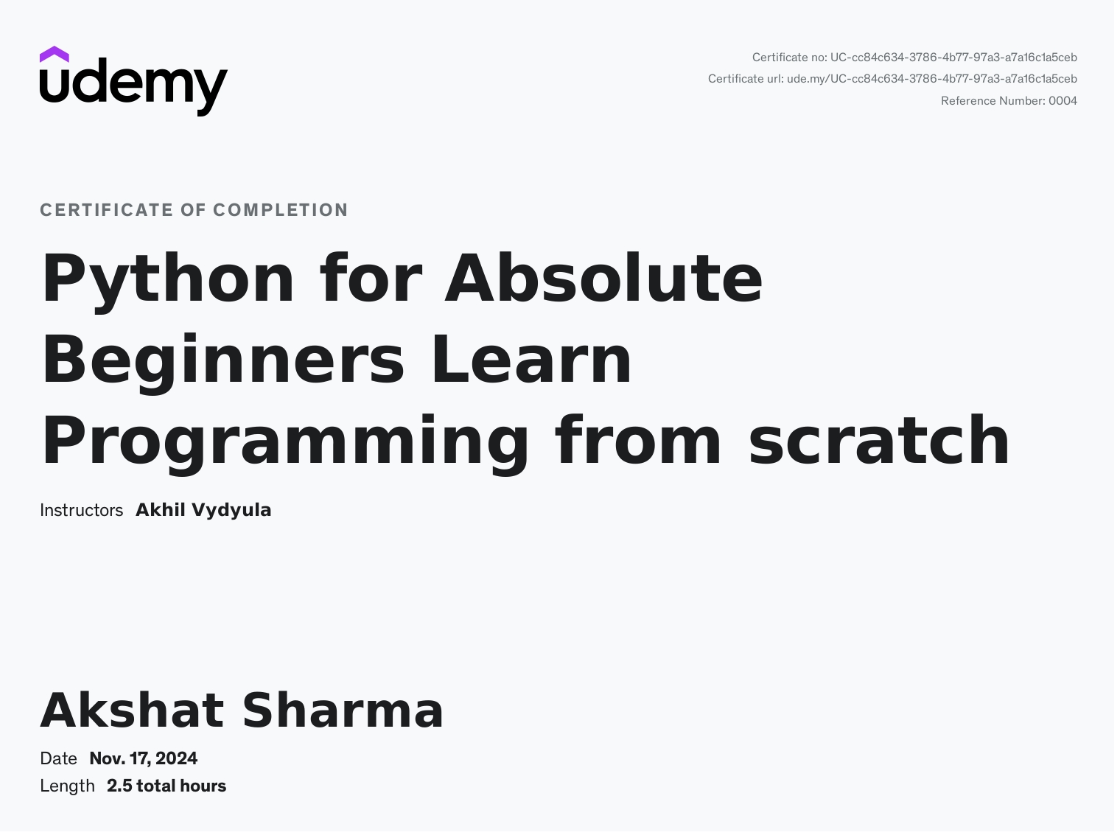 udemy
Certificate no: UC-cc84c634-3786-4b77-97a3-a7a16c1a5ceb
Certificate url: ude.my/UC-cc84c634-3786-4b77-97a3-a7a16c1a5ceb
Reference Number: 0004
CERTIFICATE OF COMPLETION
Python for Absolute
Beginners Learn
Programming from scratch
Instructors Akhil Vydyula
Akshat Sharma
Date Nov. 17, 2024
Length 2.5 total hours